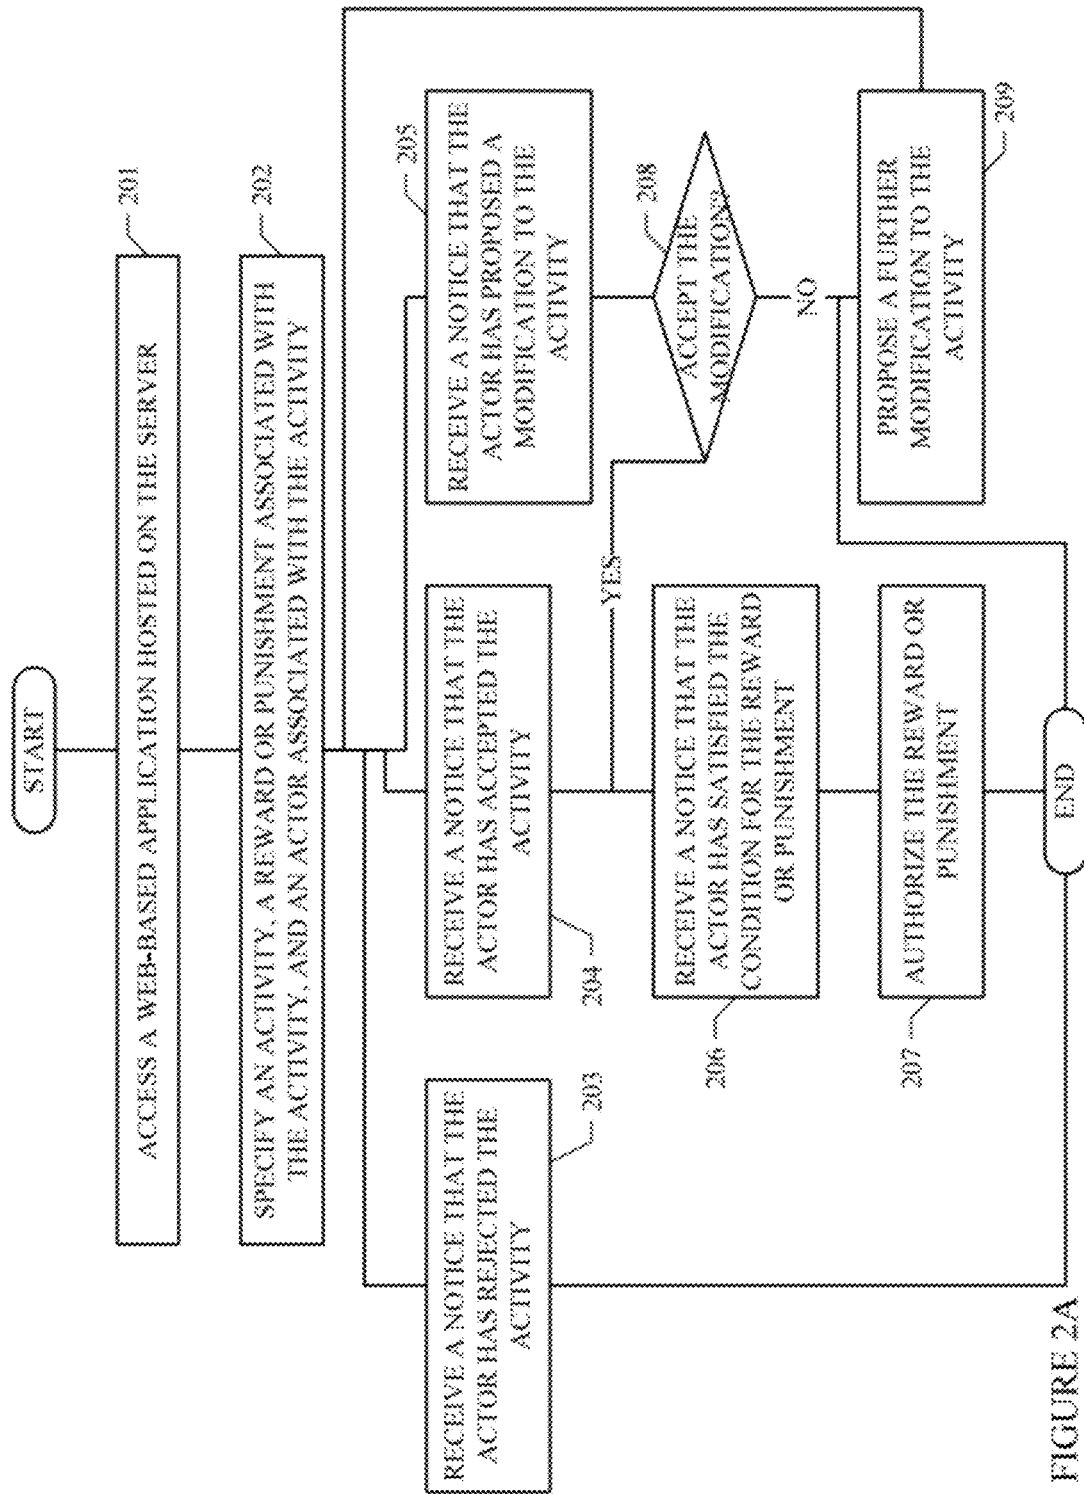 START
ACCESS A WEB-BASED APPLICATION HOSTED ON THE SERVER
201
SPECIFY AN ACTIVITY, A REWARD OR PUNISHMENT ASSOCIATED WITH
THE ACTIVITY, AND AN ACTOR ASSOCIATED WITH THE ACTIVITY
202
RECEIVE A NOTICE THAT THE
ACTOR HAS REJECTED THE
ACTIVITY
203
RECEIVE A NOTICE THAT THE
ACTOR HAS ACCEPTED THE
ACTIVITY
204
RECEIVE A NOTICE THAT THE
ACTOR HAS PROPOSED A
MODIFICATION TO THE
ACTIVITY
205
YES
ACCEPT THE
MODIFICATION?
208
NO
RECEIVE A NOTICE THAT THE
ACTOR HAS SATISFIED THE
CONDITION FOR THE REWARD
OR PUNISHMENT
206
AUTHORIZE THE REWARD OR
PUNISHMENT
207
PROPOSE A FURTHER
MODIFICATION TO THE
ACTIVITY
209
END
FIGURE 2A